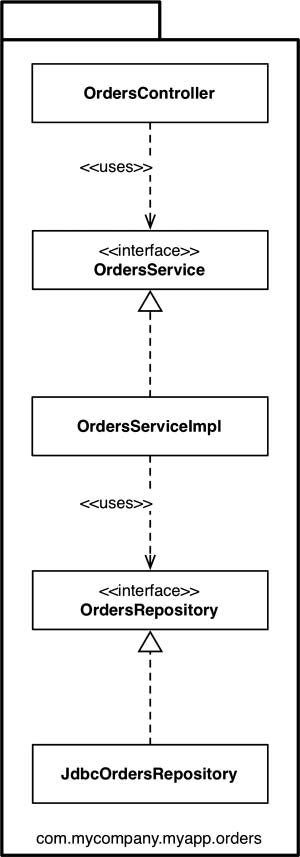 OrdersController
<<uses>>
<<interface>>
OrdersService
OrdersServiceImpl
<<uses>>
<<interface>>
OrdersRepository
JdbcOrdersRepository
com.mycompany.myapp.orders